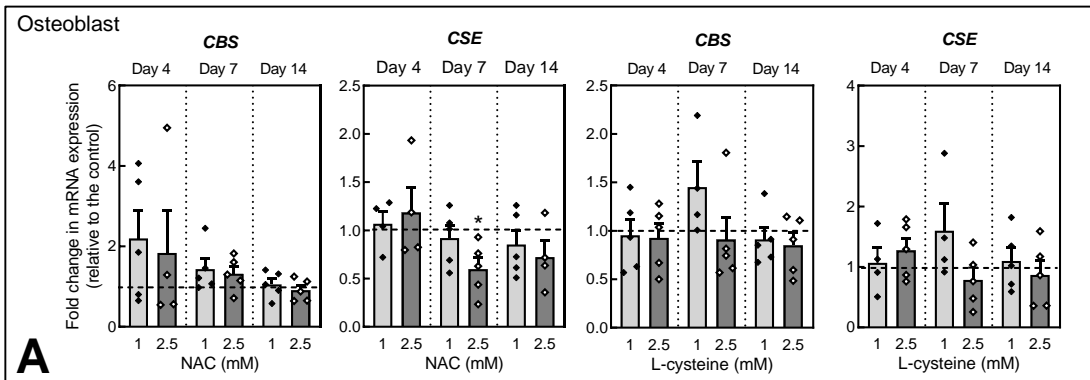 Osteoblast
CBS
CSE
CBS
CSE
Day 4 Day 7 Day 14
Day 4 Day 7 Day 14
Day 4 Day 7 Day 14
Day 4 Day 7 Day 14
Fold change in mRNA expression
(relative to the control)
6
4
2
0
2.5
2.0
1.5
1.0
0.5
0.0
*
2.5
2.0
1.5
1.0
0.5
0.0
4
3
2
1
0
1 2.5 1 2.5 1 2.5
1 2.5 1 2.5 1 2.5
1 2.5 1 2.5 1 2.5
1 2.5 1 2.5 1 2.5
NAC (mM)
NAC (mM)
L-cysteine (mM)
L-cysteine (mM)
A